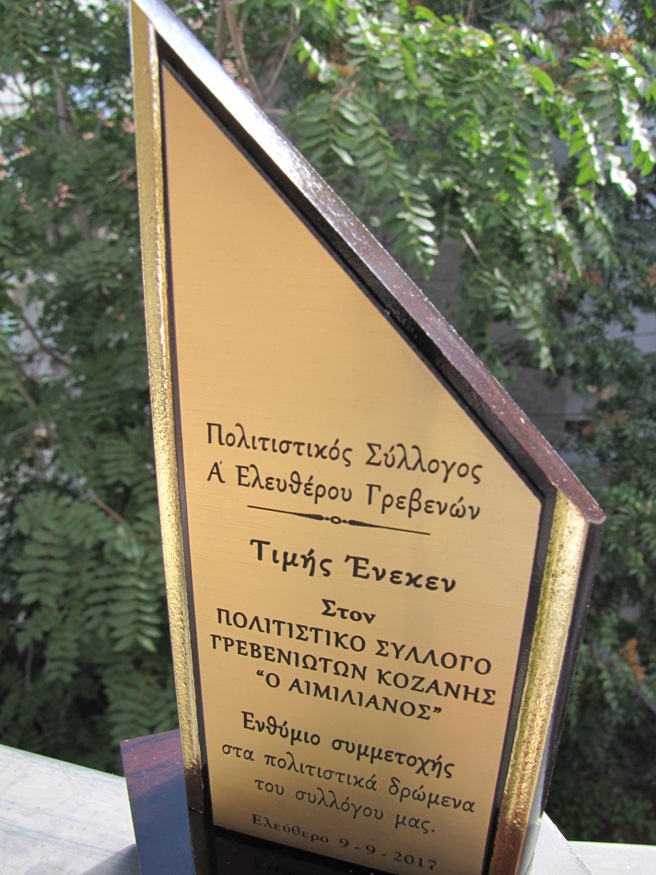 Πολιτιστικός Σύλλογος
Ά Ελευθέρου Γρεβενών
Τιμής Ένεκεν
Στον
ΠΟΛΙΤΙΣΤΙΚΟ ΣΥΛΛΟΓΟ
ΓΡΕΒΕΝΙΩΤΩΝ ΚΟΖΑΝΗΣ
"Ο ΑΙΜΙΛΙΑΝΟΣ"
Ενθύμιο συμμετοχής
στα πολιτιστικά δρώμενα
του συλλόγου μας.
Ελεύθερο 9-9-2017